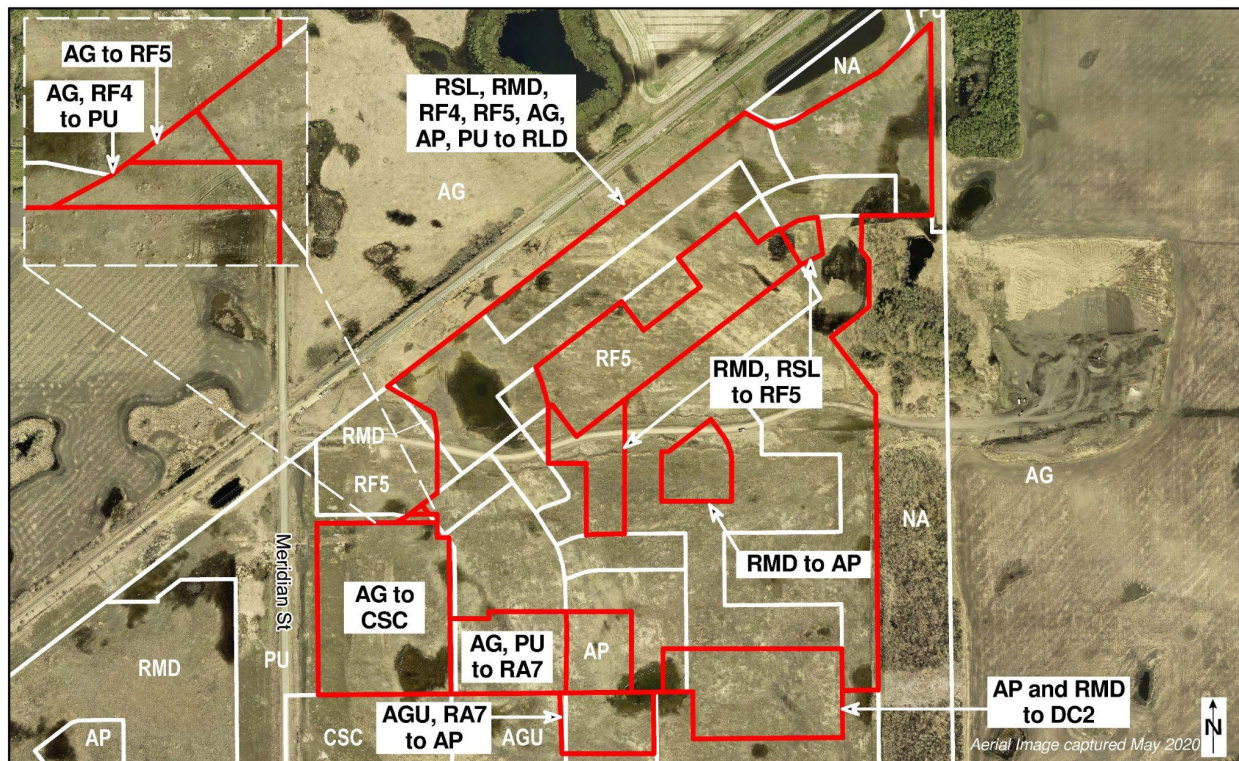 PU
NA
AG to RF5
AG, RF4
to PU
RSL, RMD,
RF4, RF5, AG,
AP, PU to RLD
AG
RF5
RMD, RSL
to RF5
RMD
RF5
AG
NA
RMD to AP
Meridian St
AG to
CSC
AG, PU
to RA7
AP
RMD
PU
AP
CSC
AGU, RA7
to AP
AGU
AP and RMD
to DC2
N
Aerial Image captured May 2020